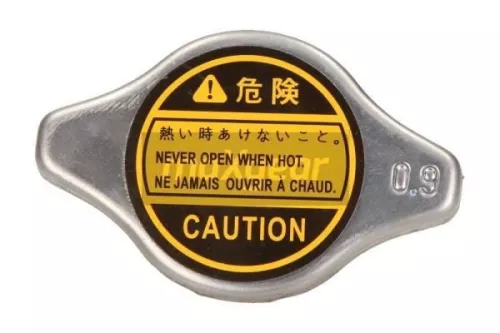 危険
熱い時あけないこと。
NEVER OPEN WHEN HOT.
NE JAMAIS OUVRIR À CHAUD.
CAUTION
0.9
maXgear